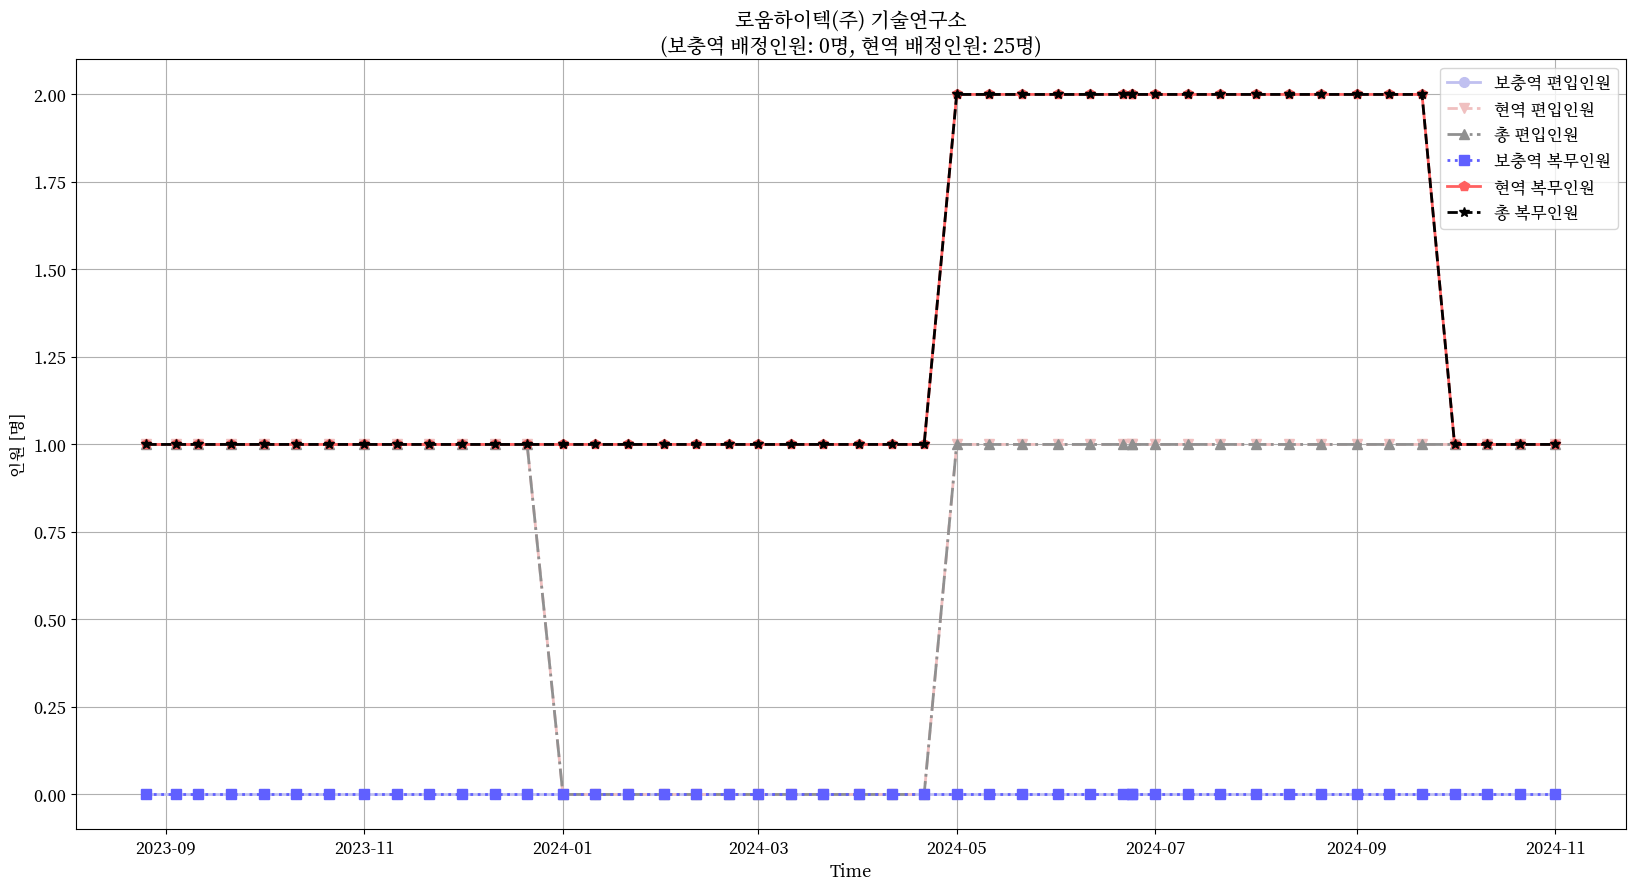 로움하이텍(주) 기술연구소
(보충역 배정인원: 0명, 현역 배정인원: 25명)
보충역 편입인원
현역 편입인원
총 편입인원
보충역 복무인원
현역 복무인원
총 복무인원
인원 [명]
2.00
1.75
1.50
1.25
1.00
0.75
0.50
0.25
0.00
2023-09 2023-11 2024-01 2024-03 2024-05 2024-07 2024-09 2024-11
Time